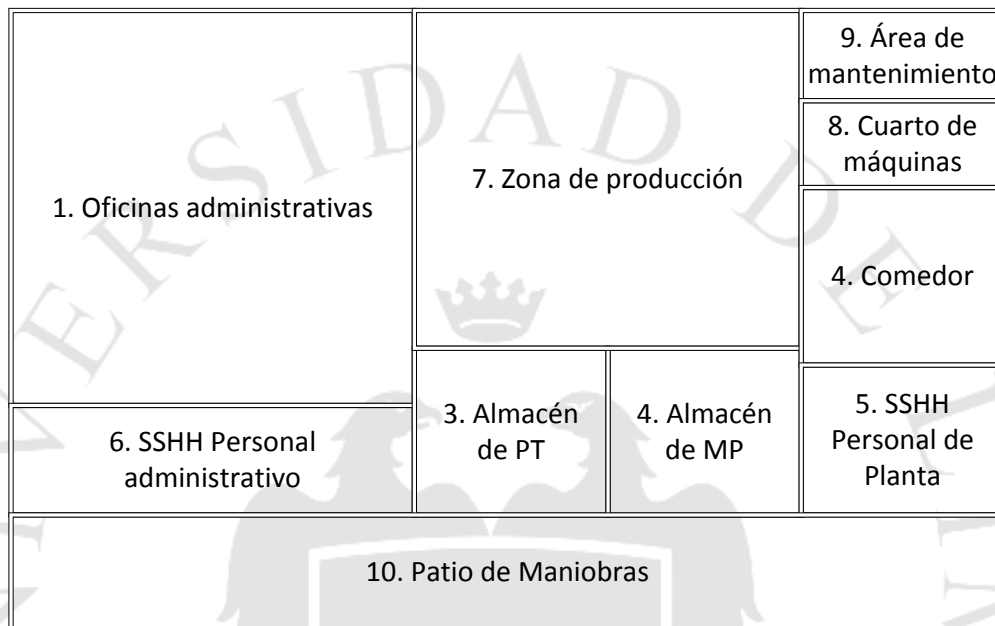 9. Área de
mantenimiento
8. Cuarto de
máquinas
7. Zona de producción
1. Oficinas administrativas
4. Comedor
3. Almacén
de PT
4. Almacén
de MP
5. SSHH
Personal de
Planta
6. SSHH Personal
administrativo
10. Patio de Maniobras